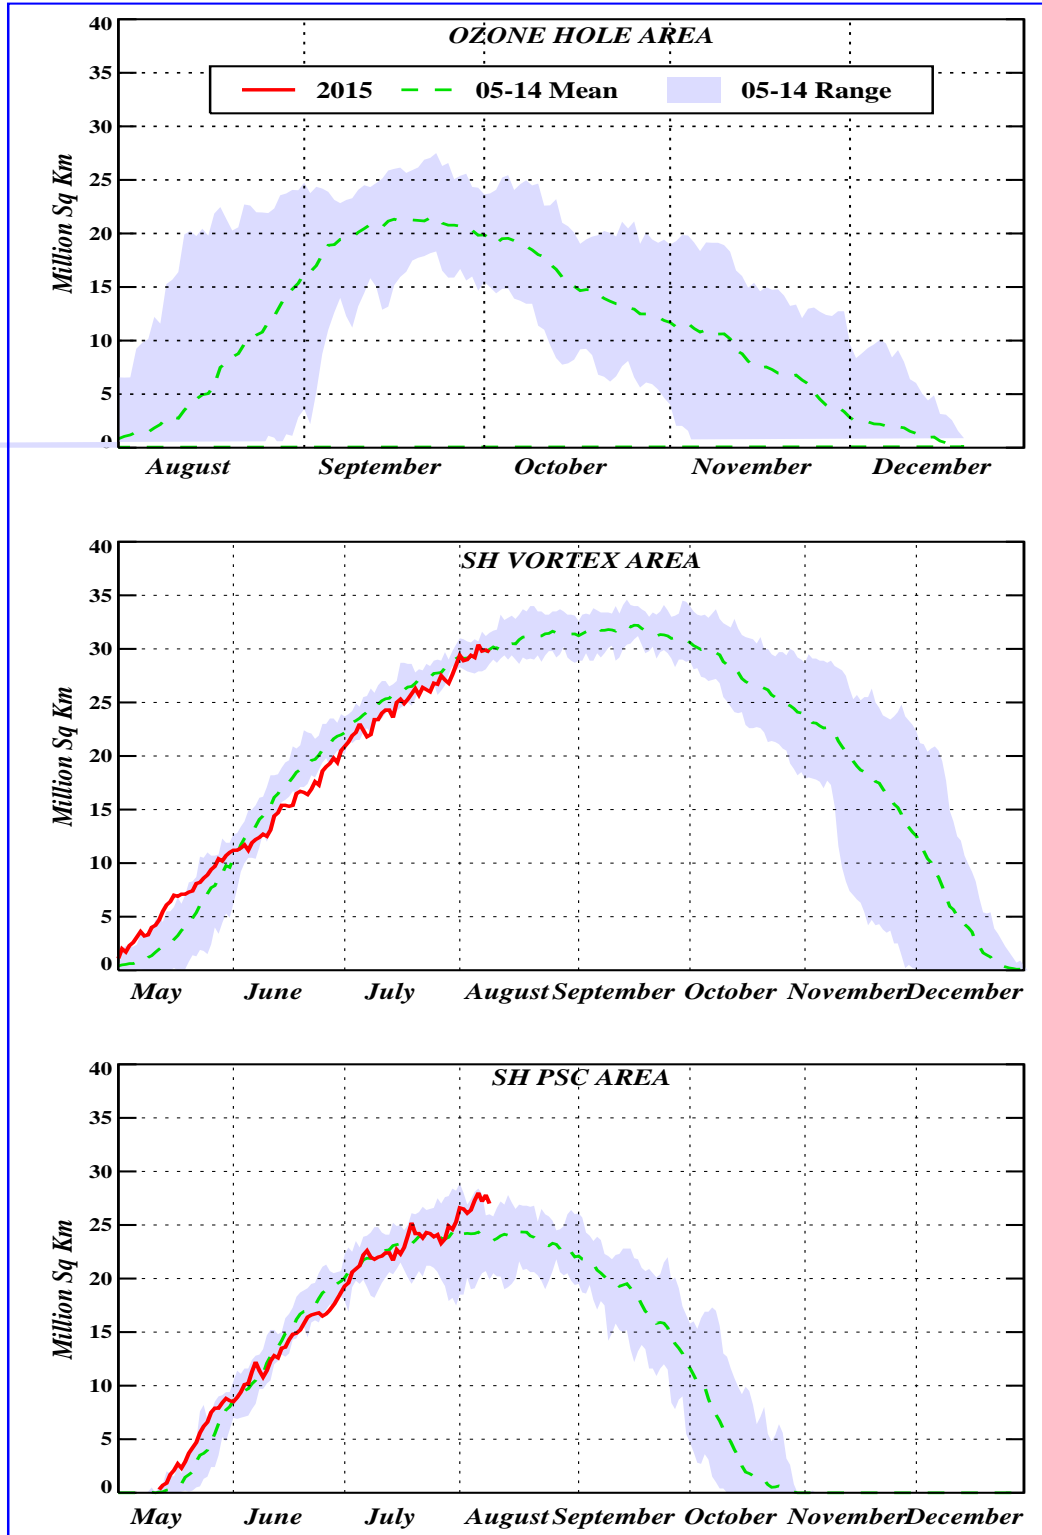 OZONE HOLE AREA
2015 05-14 Mean 05-14 Range
40
35
30
25
20
15
10
5
0
Million Sq Km
August September October November December
SH VORTEX AREA
40
35
30
25
20
15
10
5
0
Million Sq Km
May June July August September October November December
SH PSC AREA
40
35
30
25
20
15
10
5
0
Million Sq Km
May June July August September October November December